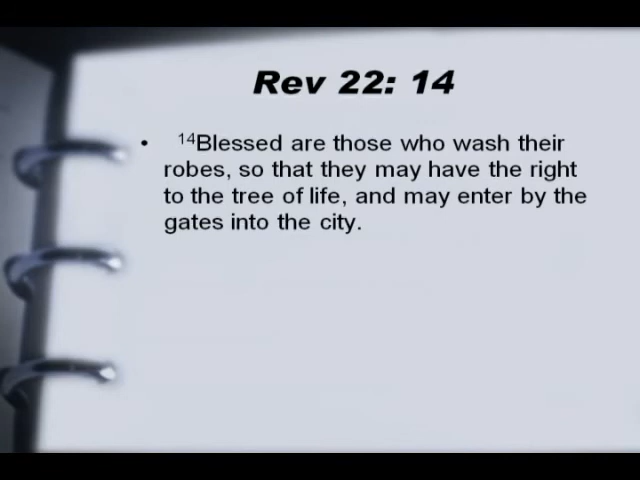 Rev 22: 14
• ¹⁴Blessed are those who wash their
robes, so that they may have the right
to the tree of life, and may enter by the
gates into the city.